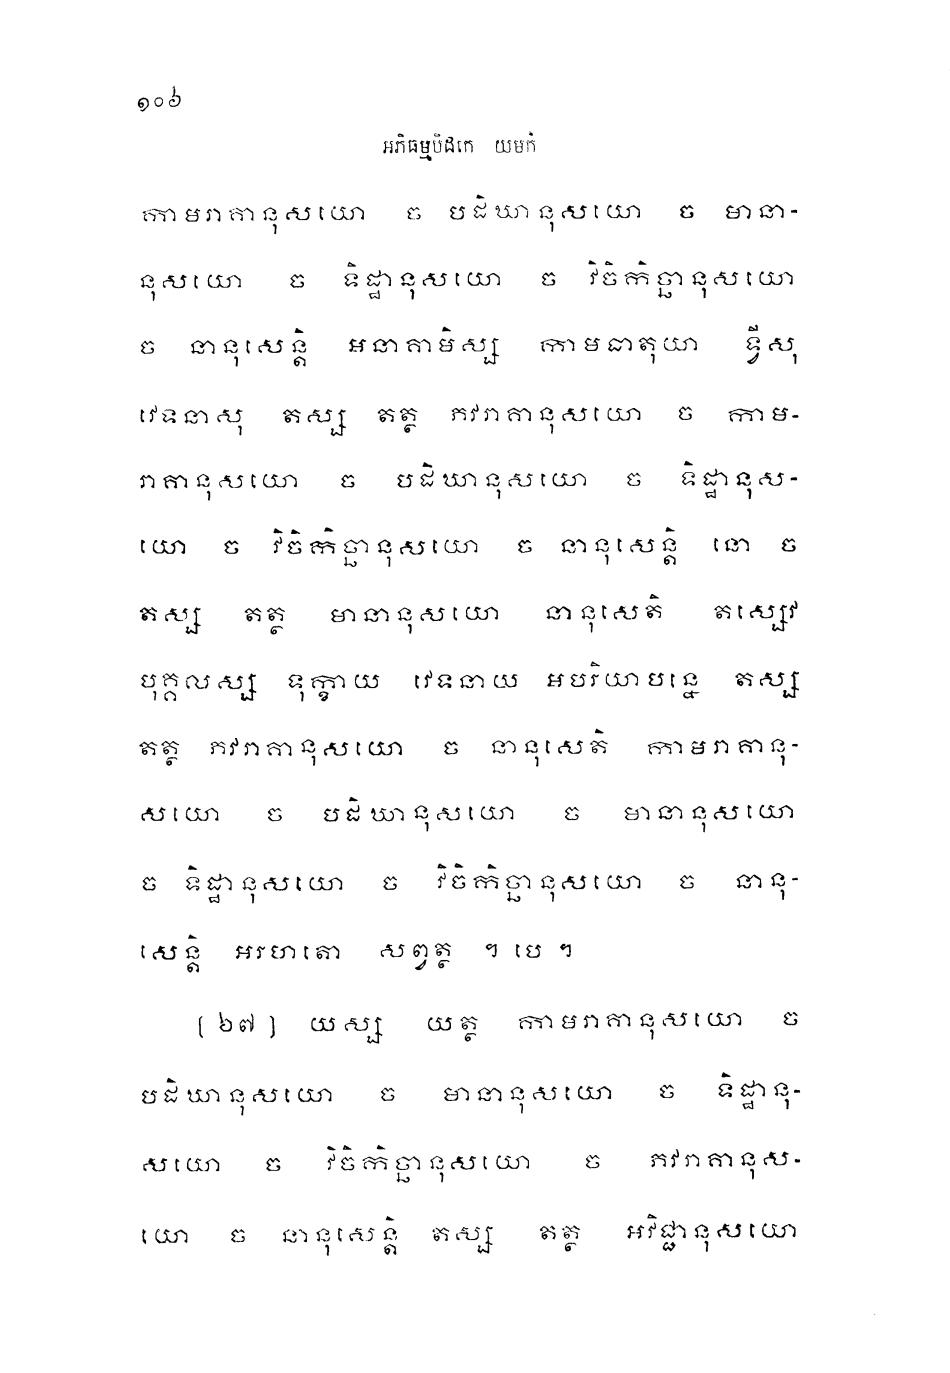 ១០៦
អភិធម្មបិដកេ យមកំ
កាមរាគានុសយោ ច បដិឃានុសយោ ច មានា-
នុសយោ ច ទិដ្ឋានុសយោ ច វិចិកិច្ឆានុសយោ
ច នានុសេន្តិ អនាគាមិស្ស កាមធាតុយា ទ្វីសុ
វេទនាសុ តស្ស តត្ថ ភវរាគានុសយោ ច កាម-
រាគានុសយោ ច បដិឃានុសយោ ច ទិដ្ឋានុស-
យោ ច វិចិកិច្ឆានុសយោ ច នានុសេន្តិ នោ ច
តស្ស តត្ថ មានានុសយោ នានុសេតិ តស្សេវ
បុគ្គលស្ស ទុក្ខាយ វេទនាយ អបរិយាបន្នេ តស្ស
តត្ថ ភវរាគានុសយោ ច នានុសេតិ កាមរាគានុ-
សយោ ច បដិឃានុសយោ ច មានានុសយោ
ច ទិដ្ឋានុសយោ ច វិចិកិច្ឆានុសយោ ច នានុ-
សេន្តិ អរហតោ សព្វត្ថ ។ បេ ។
(៦៧) យស្ស យត្ថ កាមរាគានុសយោ ច
បដិឃានុសយោ ច មានានុសយោ ច ទិដ្ឋានុ-
សយោ ច វិចិកិច្ឆានុសយោ ច ភវរាគានុស-
យោ ច នានុសេន្តិ តស្ស តត្ថ អវិជ្ជានុសយោ